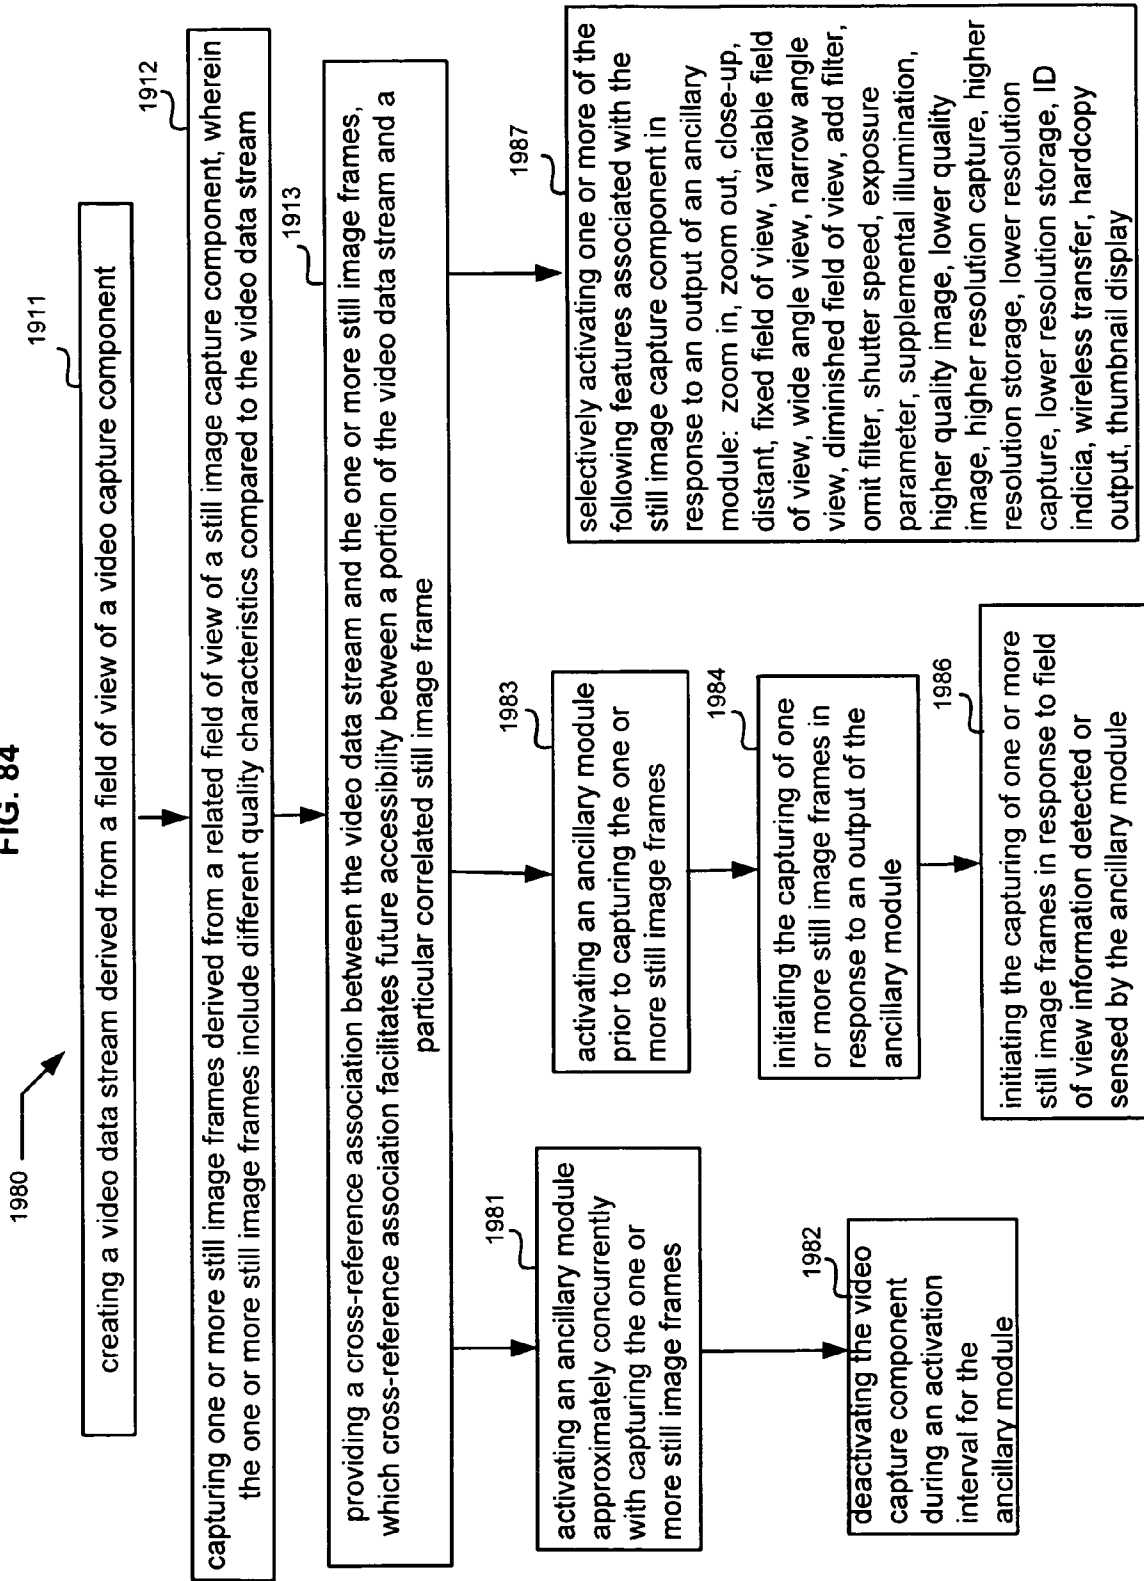 FIG. 84
1980
1911
creating a video data stream derived from a field of view of a video capture component
1912
capturing one or more still image frames derived from a related field of view of a still image capture component, wherein
the one or more still image frames include different quality characteristics compared to the video data stream
1913
providing a cross-reference association between the video data stream and the one or more still image frames,
which cross-reference association facilitates future accessibility between a portion of the video data stream and a
particular correlated still image frame
1981
activating an ancillary module
approximately concurrently
with capturing the one or
more still image frames
1982
deactivating the video
capture component
during an activation
interval for the
ancillary module
1983
activating an ancillary module
prior to capturing the one or
more still image frames
1984
initiating the capturing of one
or more still image frames in
response to an output of the
ancillary module
1986
initiating the capturing of one or more
still image frames in response to field
of view information detected or
sensed by the ancillary module
1987
selectively activating one or more of the
following features associated with the
still image capture component in
response to an output of an ancillary
module: zoom in, zoom out, close-up,
distant, fixed field of view, variable field
of view, wide angle view, narrow angle
view, diminished field of view, add filter,
omit filter, shutter speed, exposure
parameter, supplemental illumination,
higher quality image, lower quality
image, higher resolution capture, higher
resolution storage, lower resolution
capture, lower resolution storage, ID
indicia, wireless transfer, hardcopy
output, thumbnail display